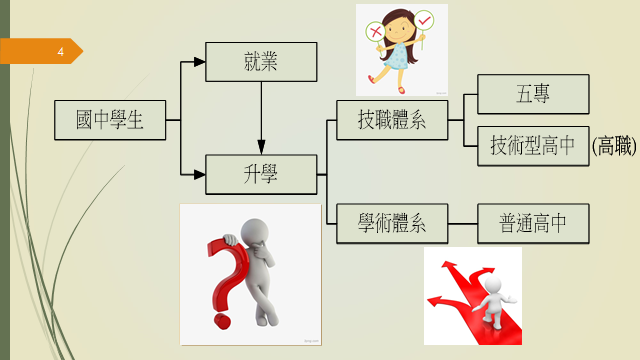 4
就業
國中學生
升學
技職體系
五專
技術型高中 (高職)
學術體系
普通高中